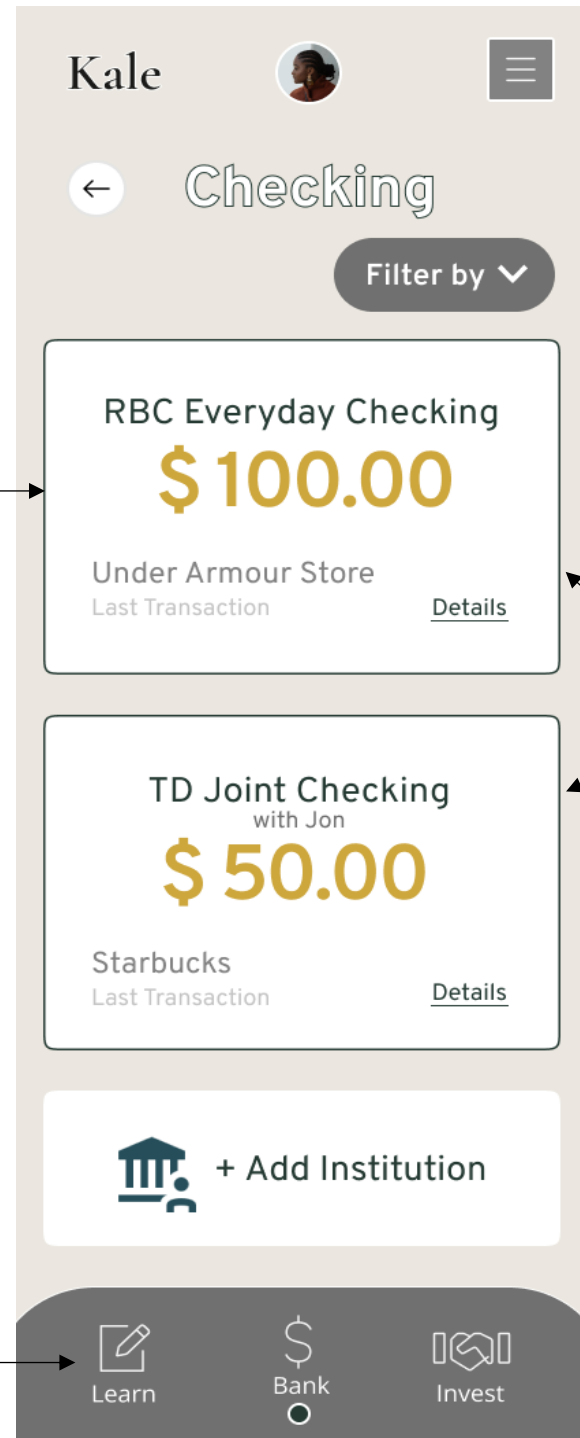 Kale
Checking
Filter by
RBC Everyday Checking
$ 100.00
Under Armour Store
Last Transaction
Details
TD Joint Checking
with Jon
$ 50.00
Starbucks
Last Transaction
Details
+ Add Institution
Learn
Bank
Invest